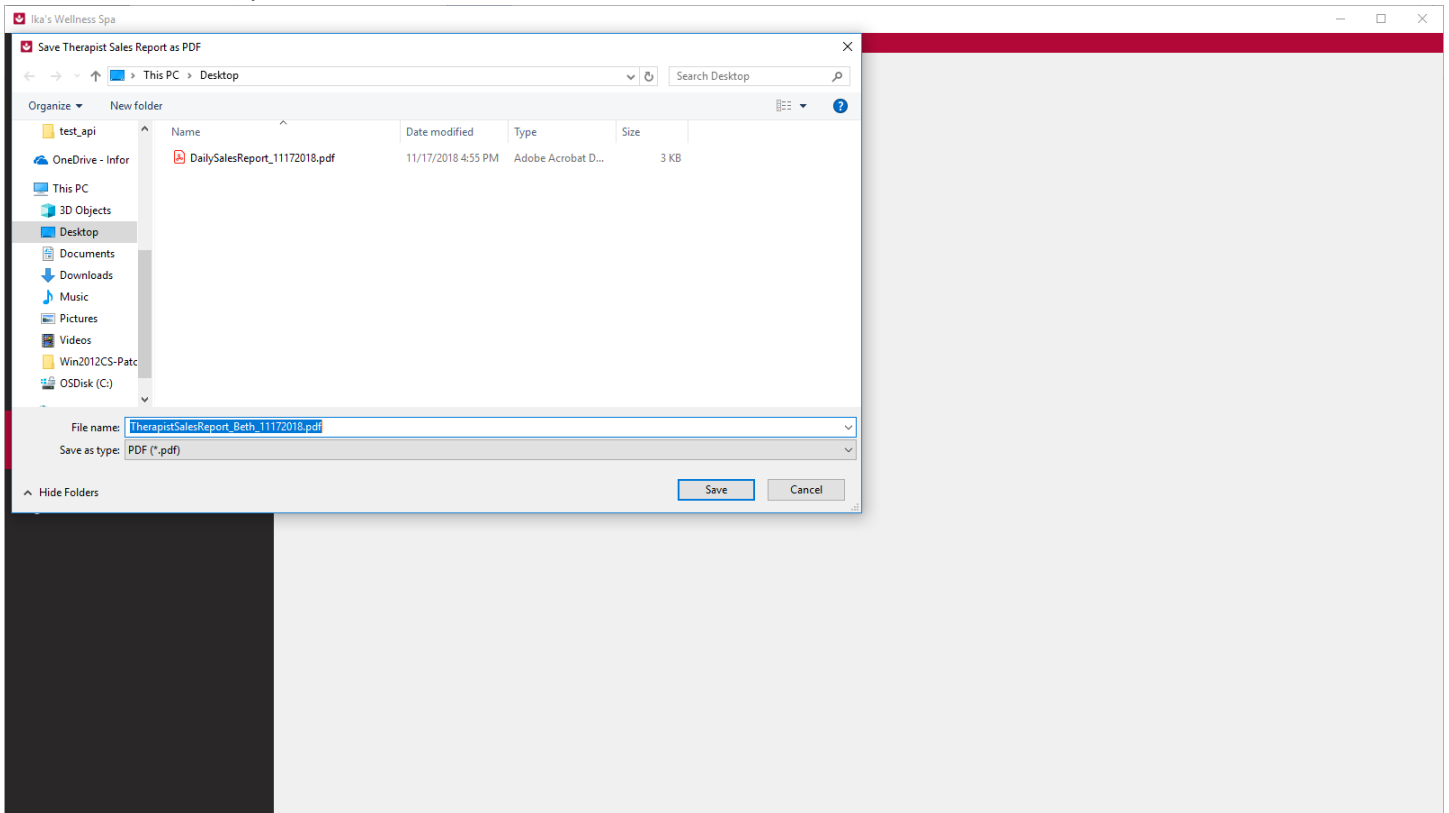 Ika's Wellness Spa
Save Therapist Sales Report as PDF
This PC > Desktop
Search Desktop
Organize
New folder
Name
Date modified
Type
Size
test_api
OneDrive - Infor
This PC
3D Objects
Desktop
Documents
Downloads
Music
Pictures
Videos
Win2012CS-Patc
OSDisk (C:)
DailySalesReport_11172018.pdf 11/17/2018 4:55 PM Adobe Acrobat D... 3 KB
File name: TherapistSalesReport_Beth_11172018.pdf
Save as type: PDF (*.pdf)
Hide Folders
Save
Cancel